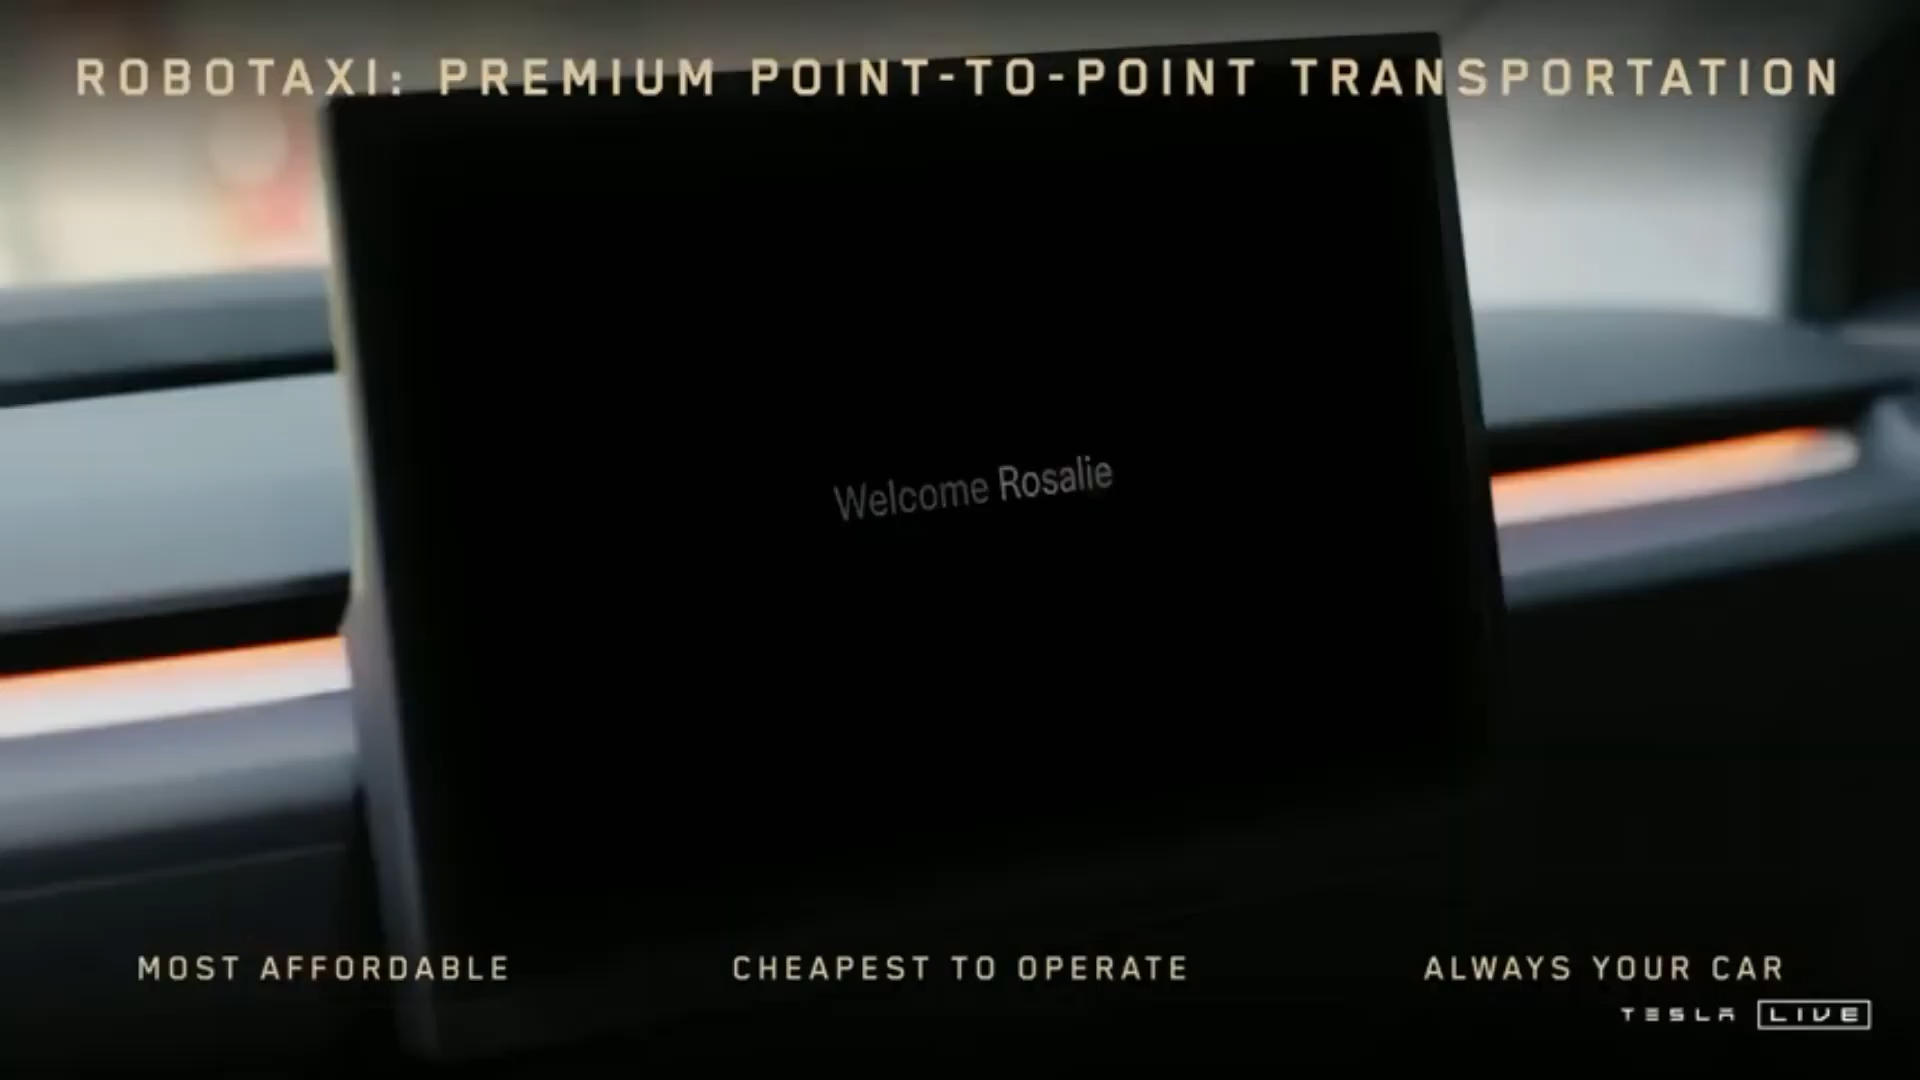 ROBOTAXI: PREMIUM POINT-TO-POINT TRANSPORTATION
Welcome Rosalie
MOST AFFORDABLE
CHEAPEST TO OPERATE
ALWAYS YOUR CAR
TESLA LIVE